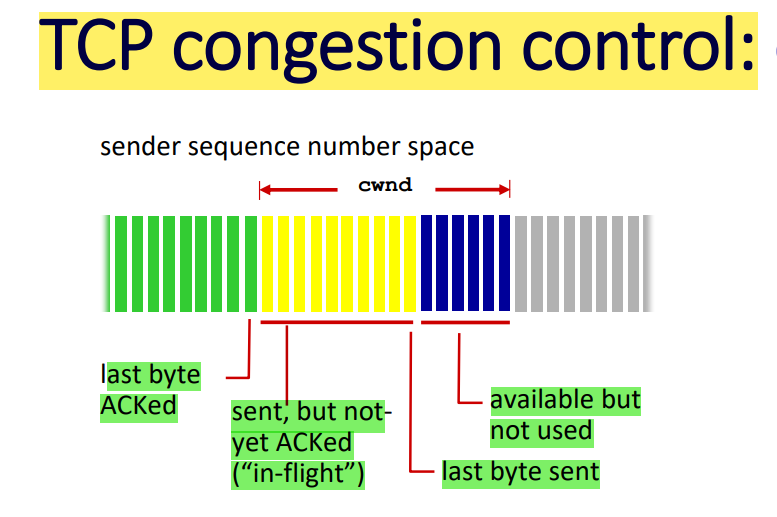 TCP congestion control:
sender sequence number space
cwnd
last byte
ACKed
sent, but not-
yet ACKed
(“in-flight”)
available but
not used
last byte sent